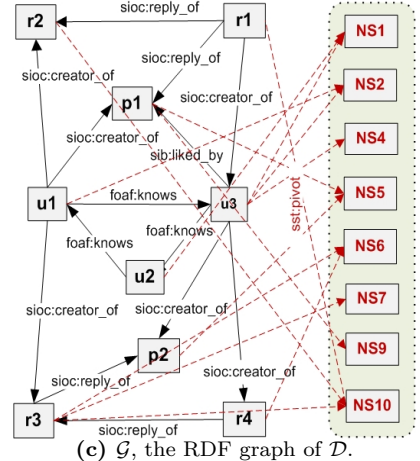 sioc:reply_of
r2
r1
NS1
sioc:reply_of
sioc:creator_of
sioc:creator_of
NS2
p1
sioc:creator_of
NS4
sib:liked_by
u1
foaf:knows
u3
NS5
sst:pivot
foaf:knows
foaf:knows
NS6
u2
NS7
sioc:creator_of
sioc:creator_of
p2
NS9
sioc:reply_of
sioc:creator_of
r3
r4
NS10
sioc:reply_of
(c) 𝒢, the RDF graph of 𝒟.